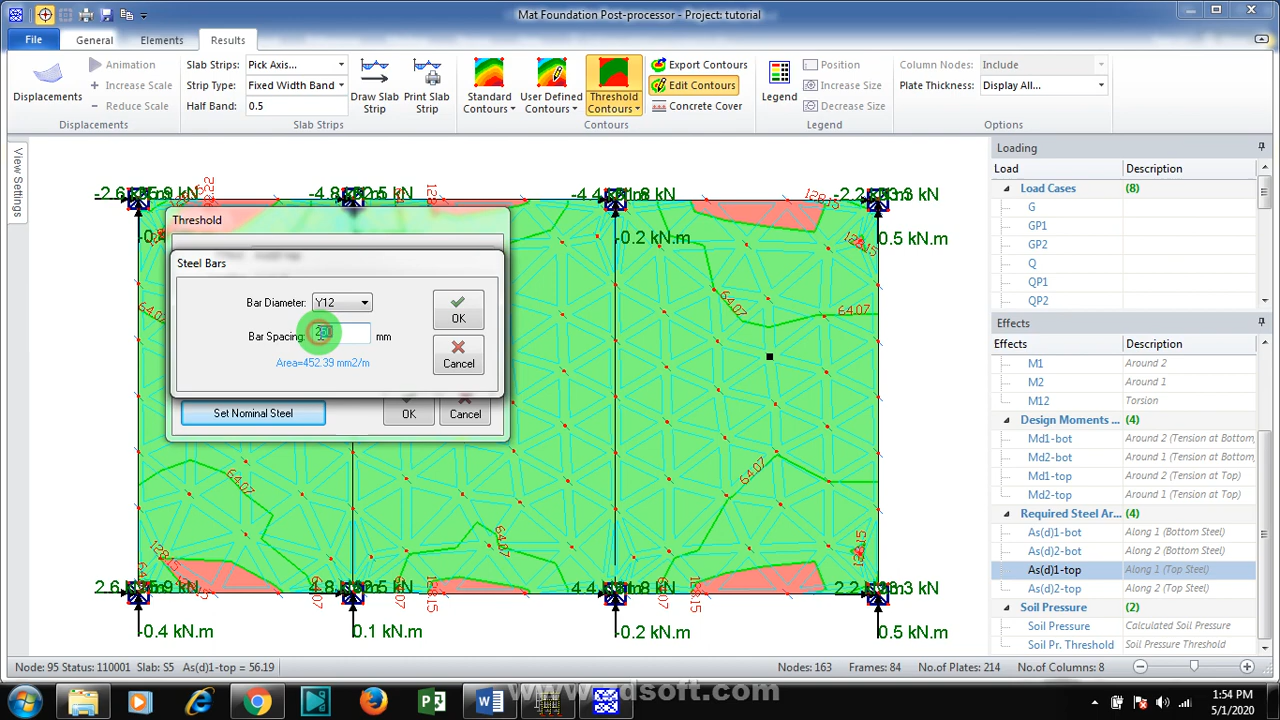 Mat Foundation Post-processor - Project: tutorial
File
General
Elements
Results
Displacements
Animation
Increase Scale
Reduce Scale
Displacements
Slab Strips: Pick Axis...
Strip Type: Fixed Width Band
Half Band: 0.5
Draw Slab Strip
Print Slab Strip
Slab Strips
Standard Contours
User Defined Contours
Threshold Contours
Export Contours
Edit Contours
Concrete Cover
Contours
Legend
Position
Increase Size
Decrease Size
Legend
Column Nodes: Include
Plate Thickness: Display All...
Options
View Settings
Threshold
Steel Bars
Bar Diameter: Y12
Bar Spacing:
mm
Area=452.39 mm2/m
OK
Cancel
Set Nominal Steel
OK
Cancel
-0.2 kN.m
0.5 kN.m
64.07
64.07
64.07
64.07
64.07
128.15
-0.4 kN.m
0.1 kN.m
-0.2 kN.m
0.5 kN.m
Loading
Load Description
Load Cases (8)
G
GP1
GP2
Q
QP1
QP2
Effects
Effects Description
M1 Around 2
M2 Around 1
M12 Torsion
Design Moments ... (4)
Md1-bot Around 2 (Tension at Bottom,
Md2-bot Around 1 (Tension at Bottom,
Md1-top Around 2 (Tension at Top)
Md2-top Around 1 (Tension at Top)
Required Steel Ar... (4)
As(d)1-bot Along 1 (Bottom Steel)
As(d)2-bot Along 2 (Bottom Steel)
As(d)1-top Along 1 (Top Steel)
As(d)2-top Along 2 (Top Steel)
Soil Pressure (2)
Soil Pressure Calculated Soil Pressure
Soil Pr. Threshold Soil Pressure Threshold
Node: 95 Status: 110001 Slab: S5 As(d)1-top = 56.19
Nodes: 163 Frames: 84 No.of Plates: 214 No.of Columns: 8
1:54 PM
5/1/2020